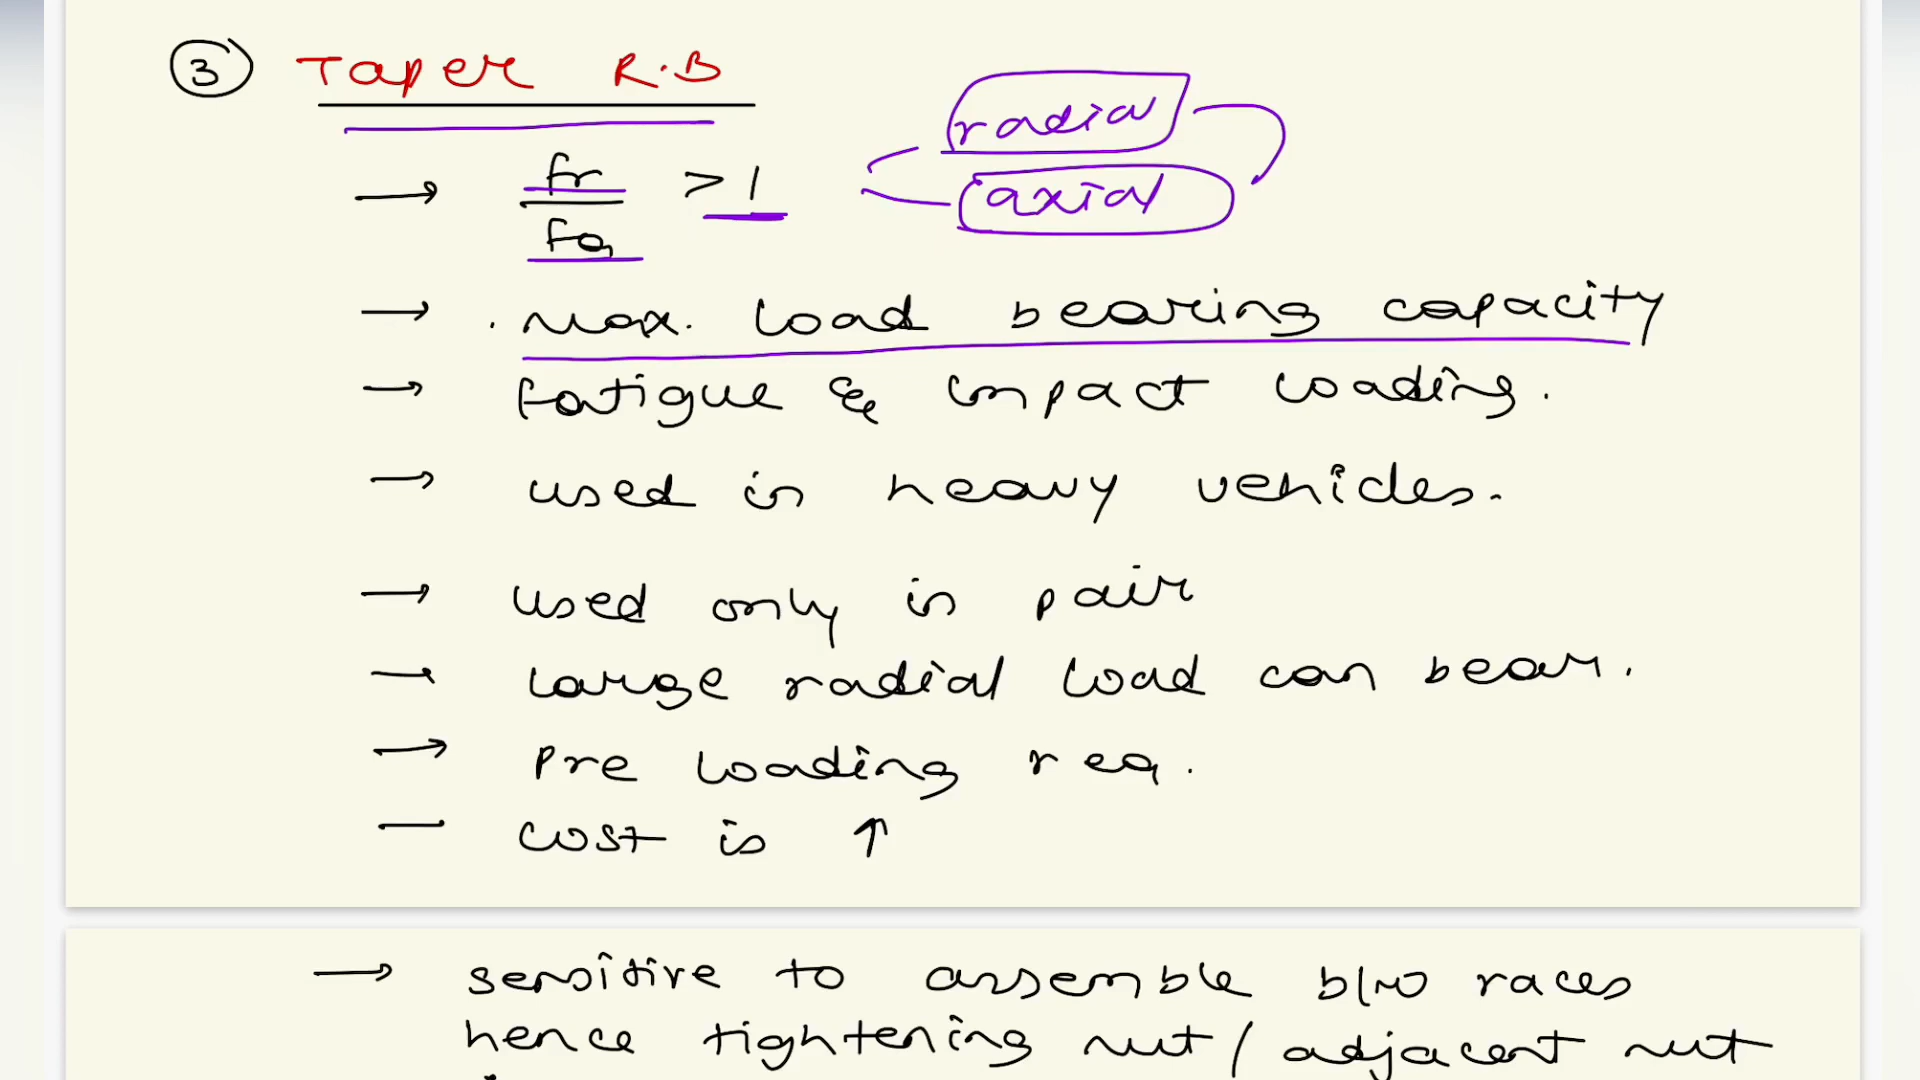 ③ Taper R.B
→ fr / fa > 1
radial
axial
→ . Max. load bearing capacity
→ fatigue & impact loading.
→ used in heavy vehicles.
→ used only in pair
→ Large radial load can bear.
→ Pre loading req.
— cost is ↑
→ sensitive to assemble b/w races
hence tightening nut / adjacent nut